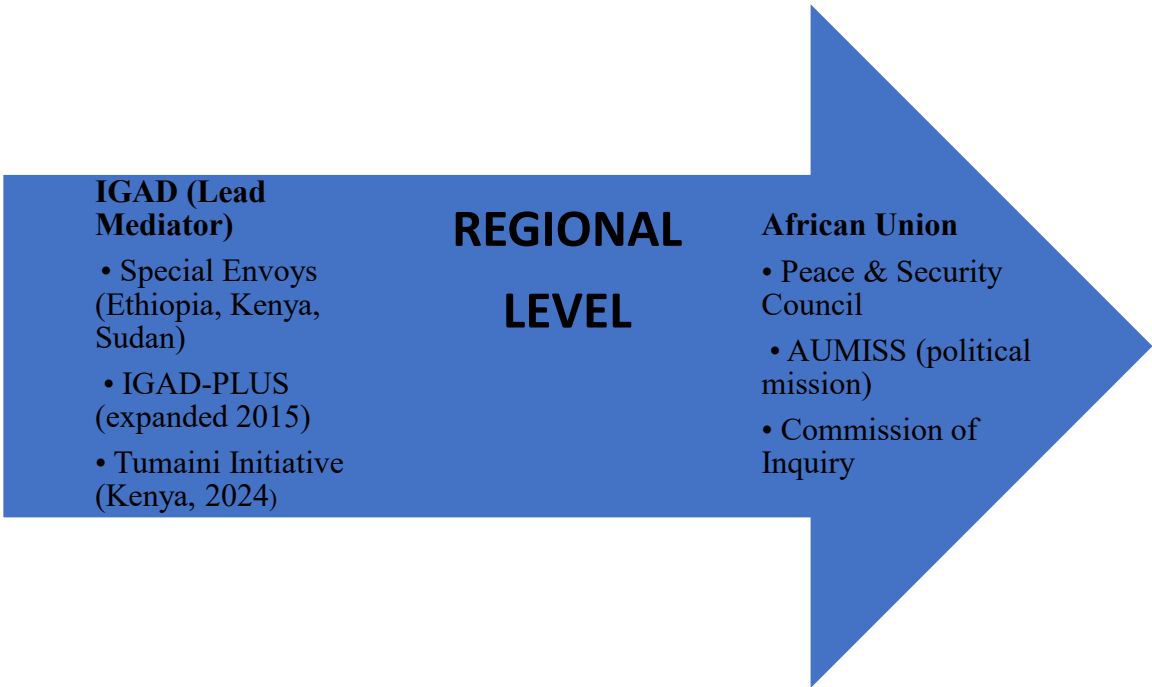 IGAD (Lead
Mediator)
• Special Envoys
(Ethiopia, Kenya,
Sudan)
• IGAD-PLUS
(expanded 2015)
• Tumaini Initiative
(Kenya, 2024)
REGIONAL
LEVEL
African Union
• Peace & Security
Council
• AUMISS (political
mission)
• Commission of
Inquiry